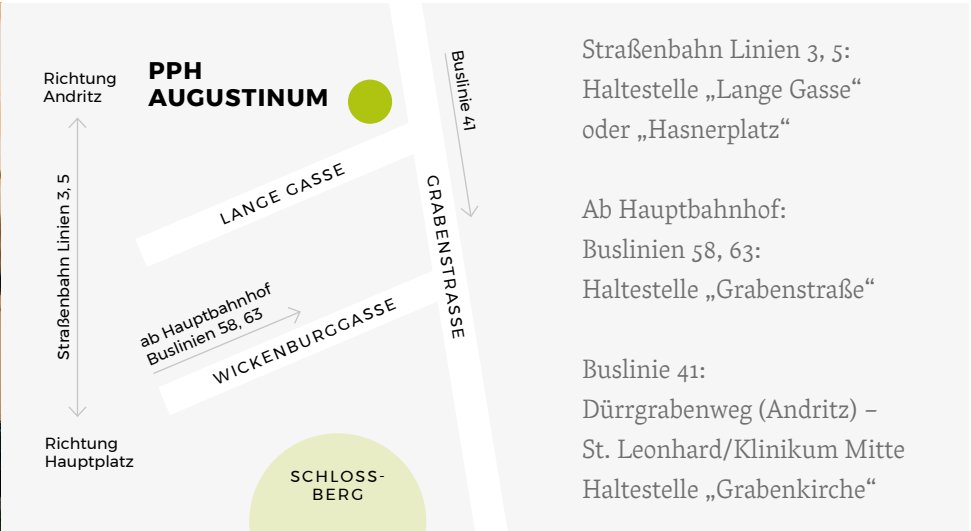 Richtung
Andritz
PPH
AUGUSTINUM
Buslinie 41
Straßenbahn Linien 3, 5
LANGE GASSE
GRABENSTRASSE
ab Hauptbahnhof
Buslinien 58, 63
WICKENBURGGASSE
Richtung
Hauptplatz
SCHLOSS-
BERG
Straßenbahn Linien 3, 5:
Haltestelle „Lange Gasse“
oder „Hasnerplatz“
Ab Hauptbahnhof:
Buslinien 58, 63:
Haltestelle „Grabenstraße“
Buslinie 41:
Dürrgrabenweg (Andritz) –
St. Leonhard/Klinikum Mitte
Haltestelle „Grabenkirche“